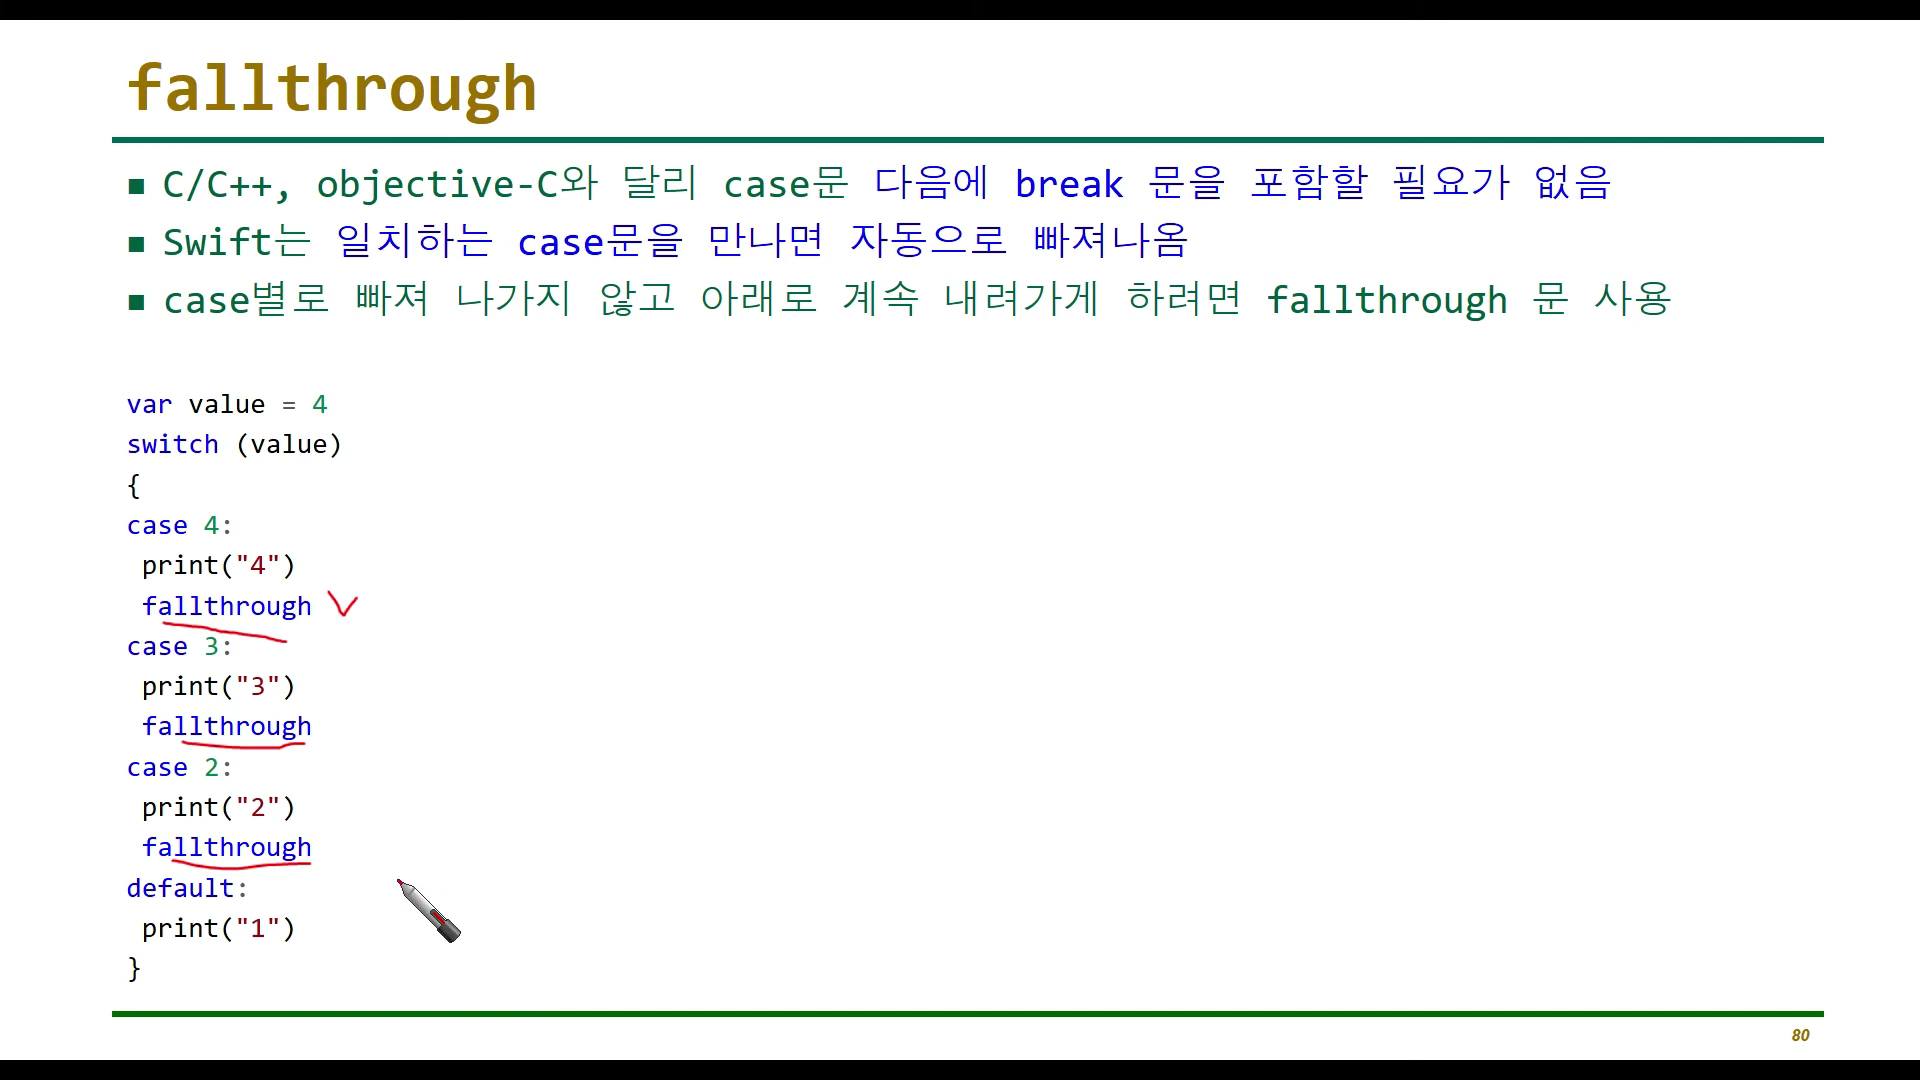 fallthrough
C/C++, objective-C와 달리 case문 다음에 break 문을 포함할 필요가 없음
Swift는 일치하는 case문을 만나면 자동으로 빠져나옴
case별로 빠져 나가지 않고 아래로 계속 내려가게 하려면 fallthrough 문 사용
var value = 4
switch (value)
{
case 4:
print("4")
fallthrough
case 3:
print("3")
fallthrough
case 2:
print("2")
fallthrough
default:
print("1")
}
80